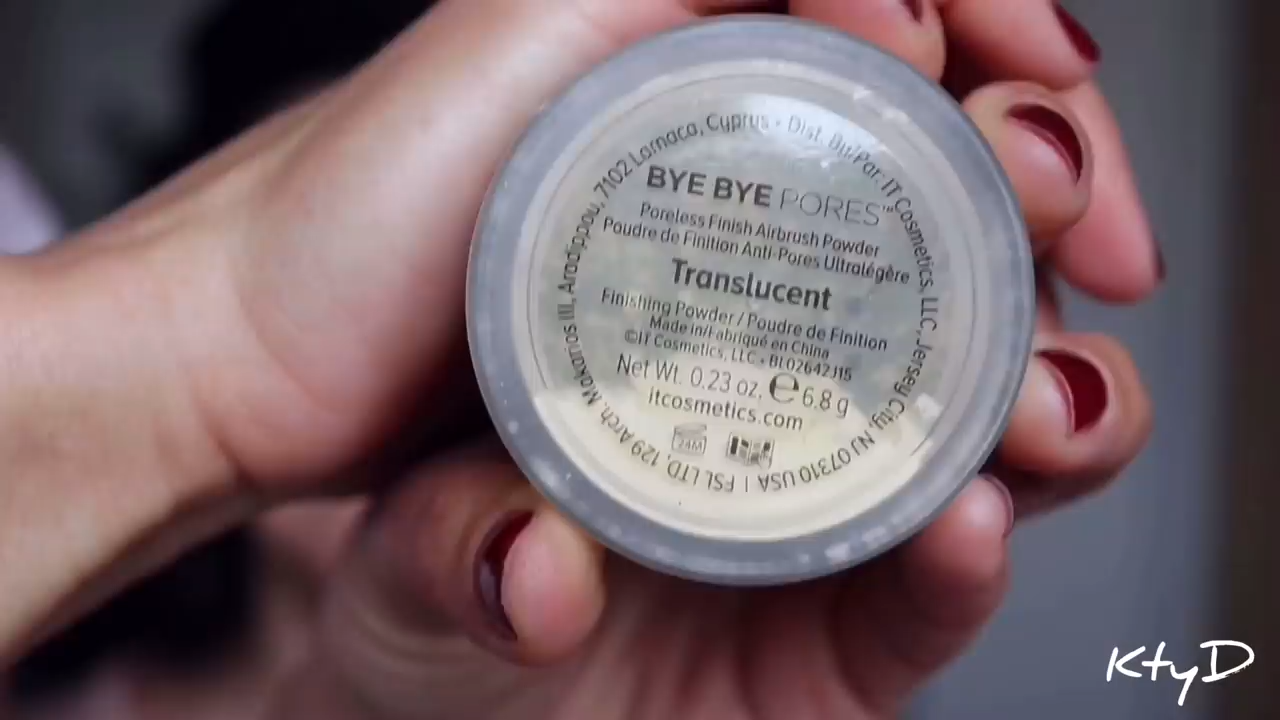 7102 Larnaca, Cyprus • Dist. By/Par: IT Cosmetics, LLC, Jersey City, NJ 07310 USA | FSL LTD, 129 Arch. Makarios III, Aradippou,
BYE BYE PORES™
Poreless Finish Airbrush Powder
Poudre de Finition Anti-Pores Ultralégère
Translucent
Finishing Powder / Poudre de Finition
Made in/Fabriqué en China
©IT Cosmetics, LLC • BL02642J15
Net Wt. 0.23 oz. e 6.8 g
itcosmetics.com
24M
KtyD